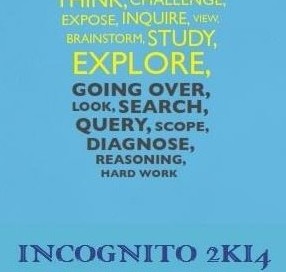 THINK, CHALLENGE,
EXPOSE, INQUIRE, VIEW,
BRAINSTORM, STUDY,
EXPLORE,
GOING OVER,
LOOK, SEARCH,
QUERY, SCOPE,
DIAGNOSE,
REASONING,
HARD WORK
INCOGNITO 2K14